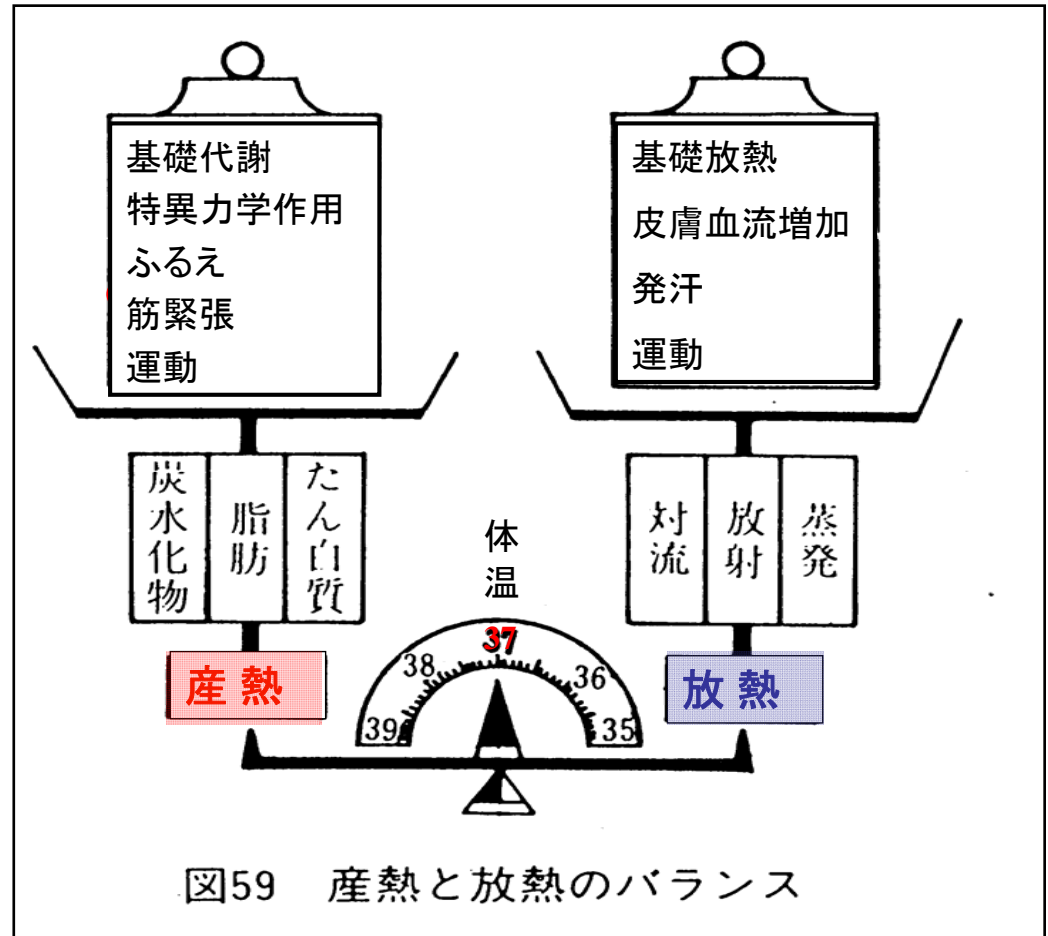 基礎代謝
特異力学作用
ふるえ
筋緊張
運動
基礎放熱
皮膚血流増加
発汗
運動
炭水化物
脂肪
たん白質
対流
放射
蒸発
体温
産熱
放熱
39
38
37
36
35
図59 産熱と放熱のバランス